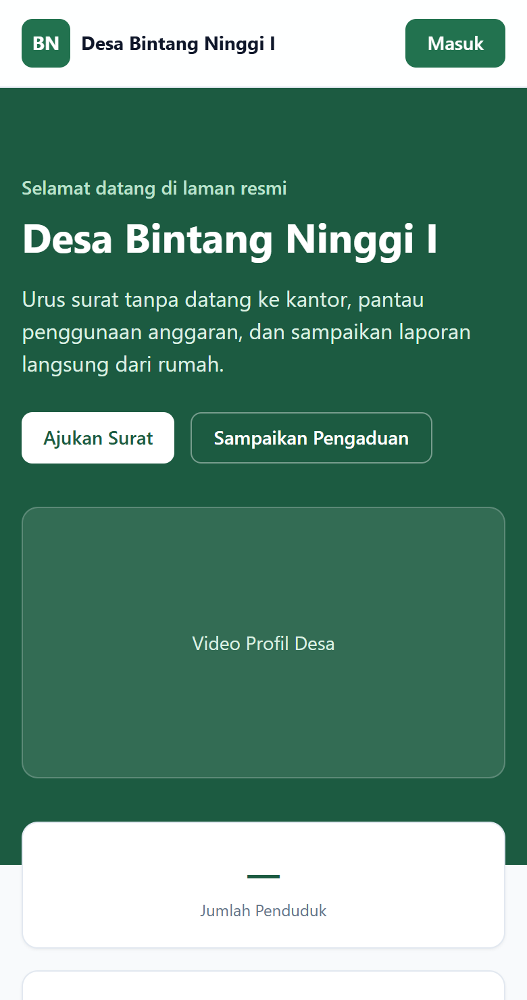 BN
Desa Bintang Ninggi I
Masuk
Selamat datang di laman resmi
Desa Bintang Ninggi I
Urus surat tanpa datang ke kantor, pantau
penggunaan anggaran, dan sampaikan laporan
langsung dari rumah.
Ajukan Surat
Sampaikan Pengaduan
Video Profil Desa
—
Jumlah Penduduk